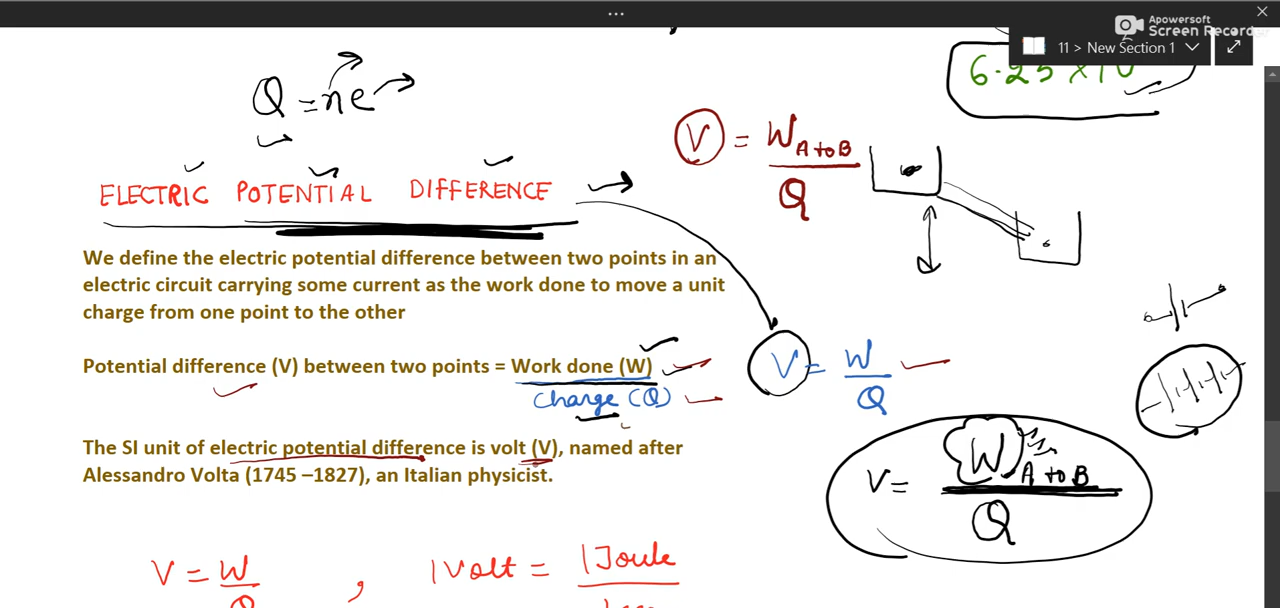 ...
Apowersoft
Screen Recorder
11 > New Section 1
6.25 X 10
Q = ne
V = W A to B
Q
ELECTRIC POTENTIAL DIFFERENCE
We define the electric potential difference between two points in an
electric circuit carrying some current as the work done to move a unit
charge from one point to the other
Potential difference (V) between two points = Work done (W)
Charge (Q)
V = W
Q
The SI unit of electric potential difference is volt (V), named after
Alessandro Volta (1745 –1827), an Italian physicist.
V = W A to B
Q
V = W
Q
, 1 Volt = 1 Joule